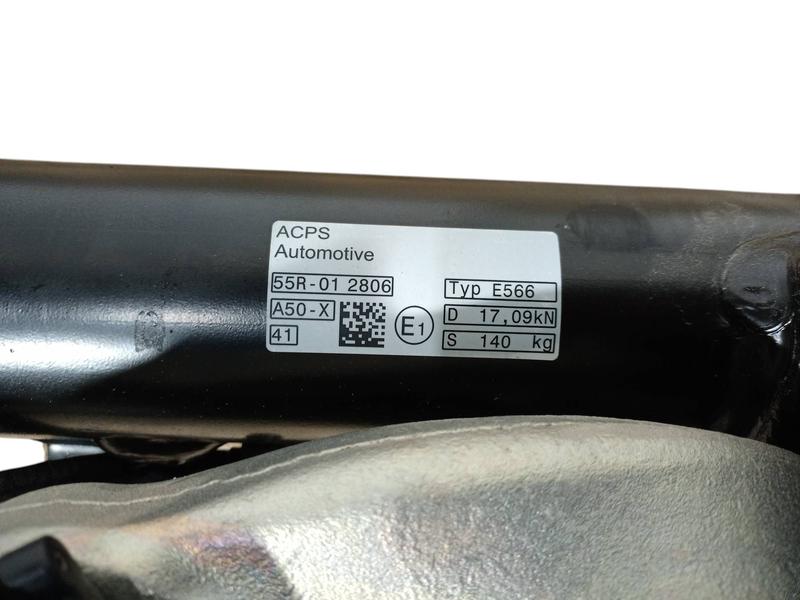 ACPS
Automotive
55R-01 2806
Typ E566
A50-X
E1
D 17,09kN
41
S 140 kg